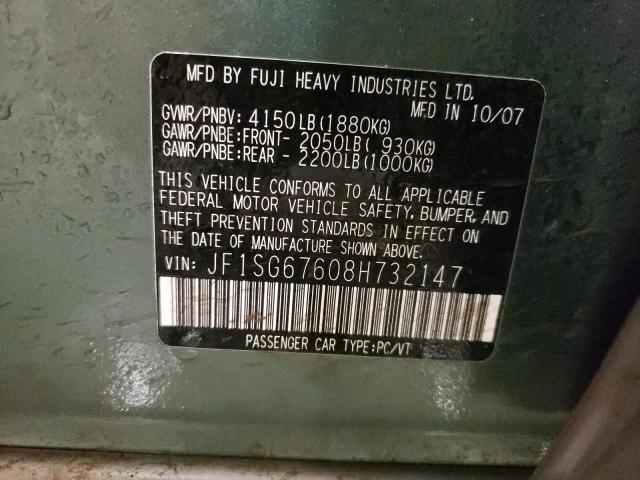 MFD BY FUJI HEAVY INDUSTRIES LTD.
MFD IN 10/07
GVWR/PNBV: 4150LB(1880KG)
GAWR/PNBE:FRONT- 2050LB( 930KG)
GAWR/PNBE:REAR - 2200LB(1000KG)
THIS VEHICLE CONFORMS TO ALL APPLICABLE
FEDERAL MOTOR VEHICLE SAFETY, BUMPER, AND
THEFT PREVENTION STANDARDS IN EFFECT ON
THE DATE OF MANUFACTURE SHOWN ABOVE.
VIN: JF1SG67608H732147
PASSENGER CAR TYPE:PC/VT